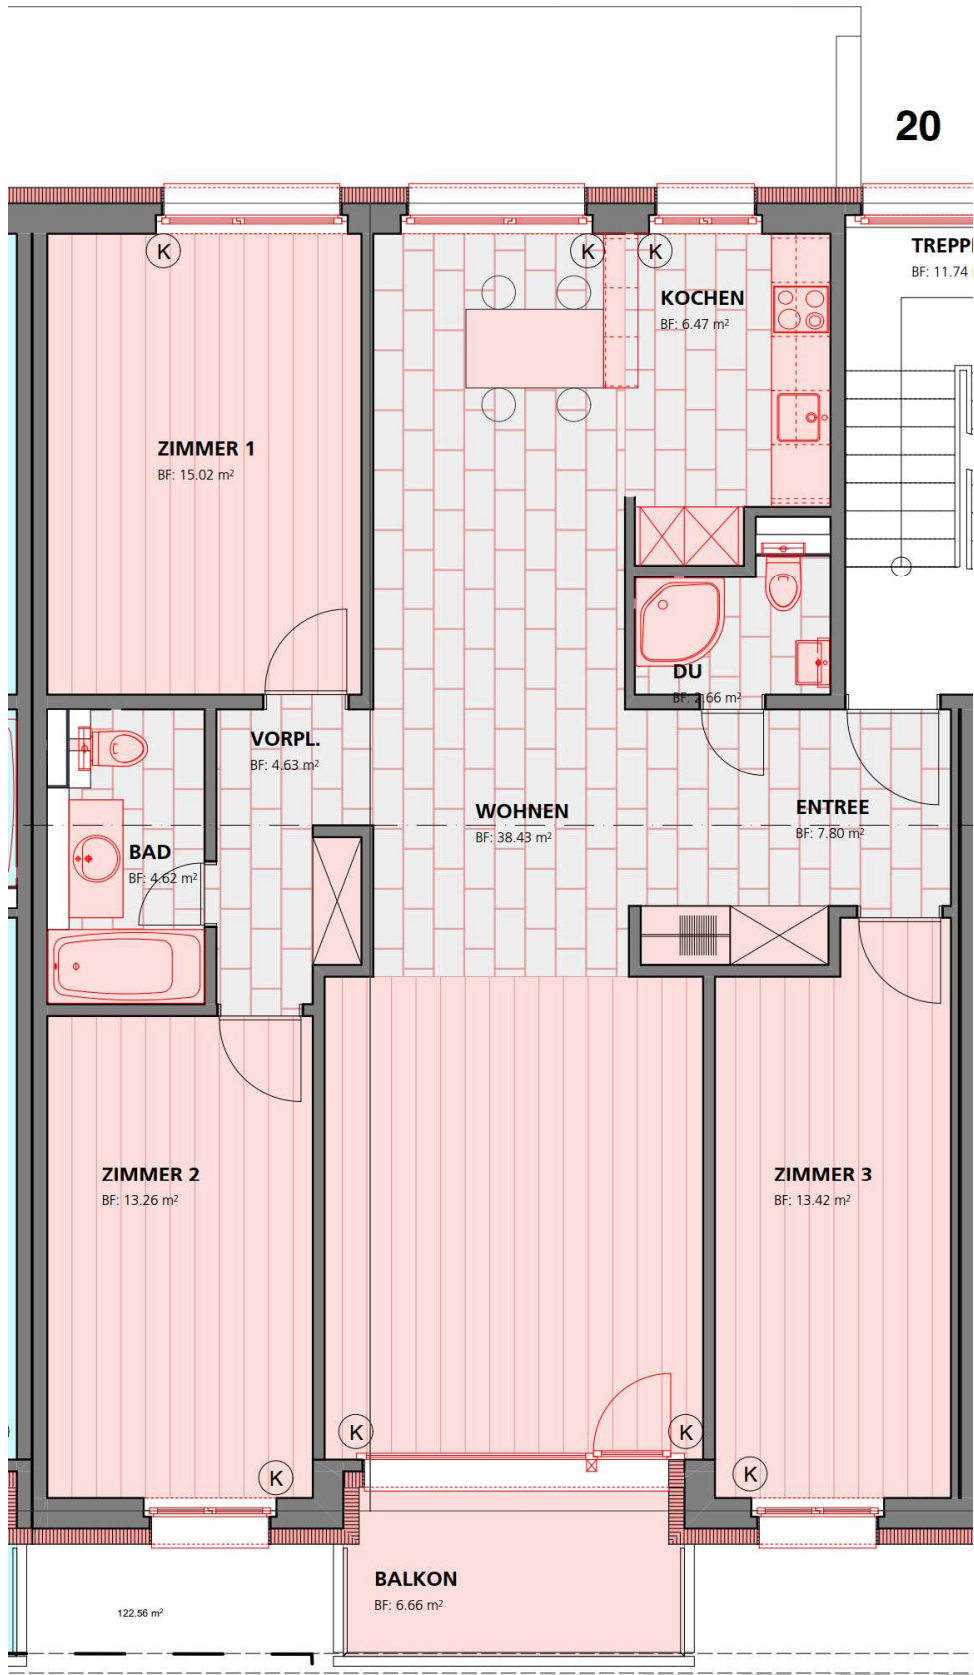 20
TREPP
BF: 11.74
K
K
K
KOCHEN
BF: 6.47 m²
ZIMMER 1
BF: 15.02 m²
DU
BF: 2.66 m²
VORPL.
BF: 4.63 m²
WOHNEN
BF: 38.43 m²
ENTREE
BF: 7.80 m²
BAD
BF: 4.62 m²
ZIMMER 2
BF: 13.26 m²
ZIMMER 3
BF: 13.42 m²
K
K
K
K
BALKON
BF: 6.66 m²
122.56 m²